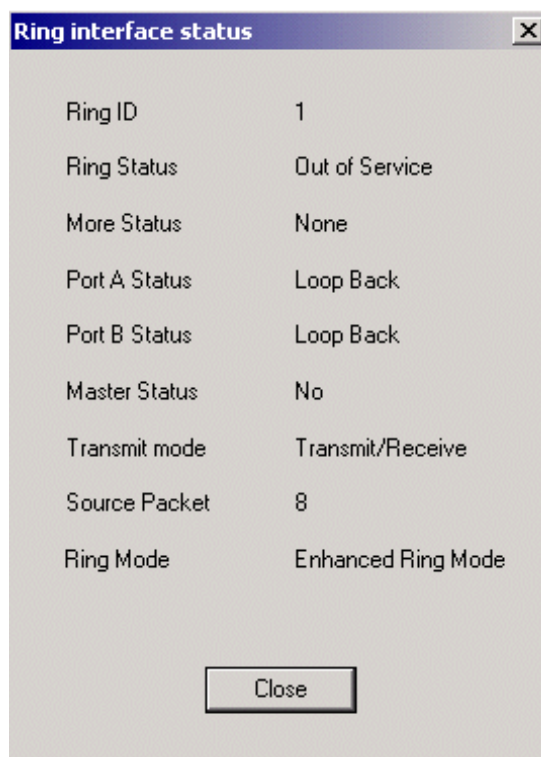 Ring interface status
Ring ID 1
Ring Status Out of Service
More Status None
Port A Status Loop Back
Port B Status Loop Back
Master Status No
Transmit mode Transmit/Receive
Source Packet 8
Ring Mode Enhanced Ring Mode
Close